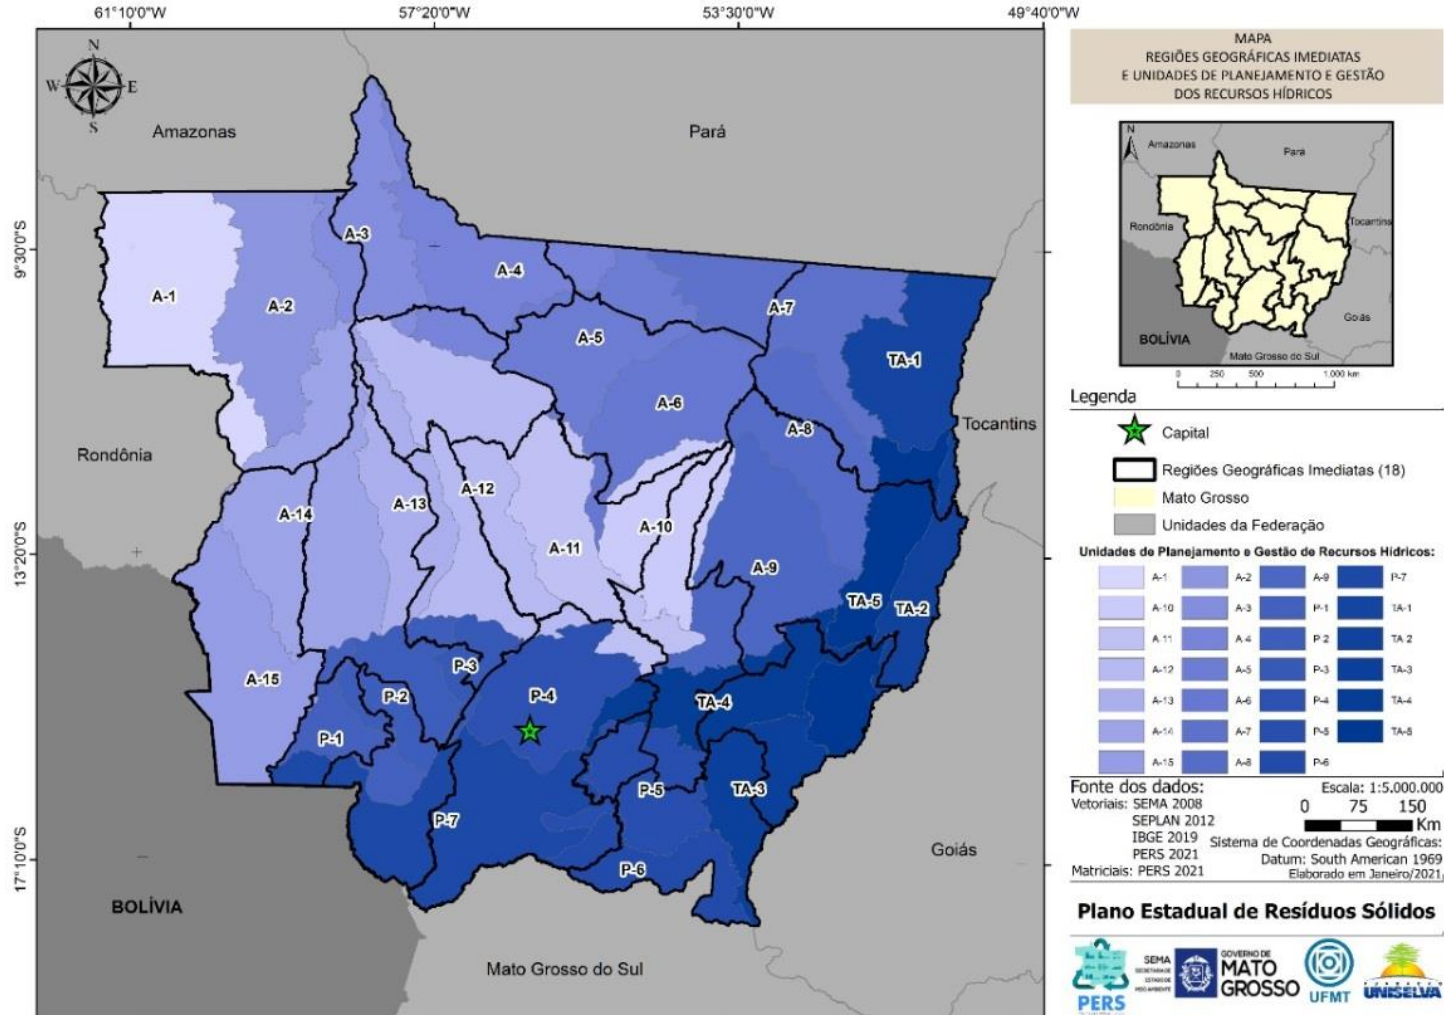 61°10'0"W
57°20'0"W
53°30'0"W
49°40'0"W
9°30'0"S
13°20'0"S
17°10'0"S
N
W
E
S
Amazonas
Pará
Rondônia
Tocantins
Goiás
BOLÍVIA
Mato Grosso do Sul
A-1
A-2
A-3
A-4
A-5
A-6
A-7
TA-1
A-8
A-9
A-10
A-11
A-12
A-13
A-14
A-15
TA-5
TA-2
P-1
P-2
P-3
P-4
TA-4
P-5
TA-3
P-7
P-6
MAPA
REGIÕES GEOGRÁFICAS IMEDIATAS
E UNIDADES DE PLANEJAMENTO E GESTÃO
DOS RECURSOS HÍDRICOS
N
Amazonas
Pará
Rondônia
Tocantins
Goiás
BOLÍVIA
Mato Grosso do Sul
0 250 500 1.000 km
Legenda
Capital
Regiões Geográficas Imediatas (18)
Mato Grosso
Unidades da Federação
Unidades de Planejamento e Gestão de Recursos Hídricos:
A-1 A-2 A-9 P-7
A-10 A-3 P-1 TA-1
A-11 A-4 P-2 TA-2
A-12 A-5 P-3 TA-3
A-13 A-6 P-4 TA-4
A-14 A-7 P-5 TA-5
A-15 A-8 P-6
Fonte dos dados:
Vetoriais: SEMA 2008
SEPLAN 2012
IBGE 2019
PERS 2021
Matriciais: PERS 2021
Escala: 1:5.000.000
0 75 150
Km
Sistema de Coordenadas Geográficas:
Datum: South American 1969
Elaborado em Janeiro/2021
Plano Estadual de Resíduos Sólidos
PERS
SEMA
SECRETARIA DE
ESTADO DE
MEIO AMBIENTE
GOVERNO DE
MATO
GROSSO
UFMT
FUNDAÇÃO
UNISELVA